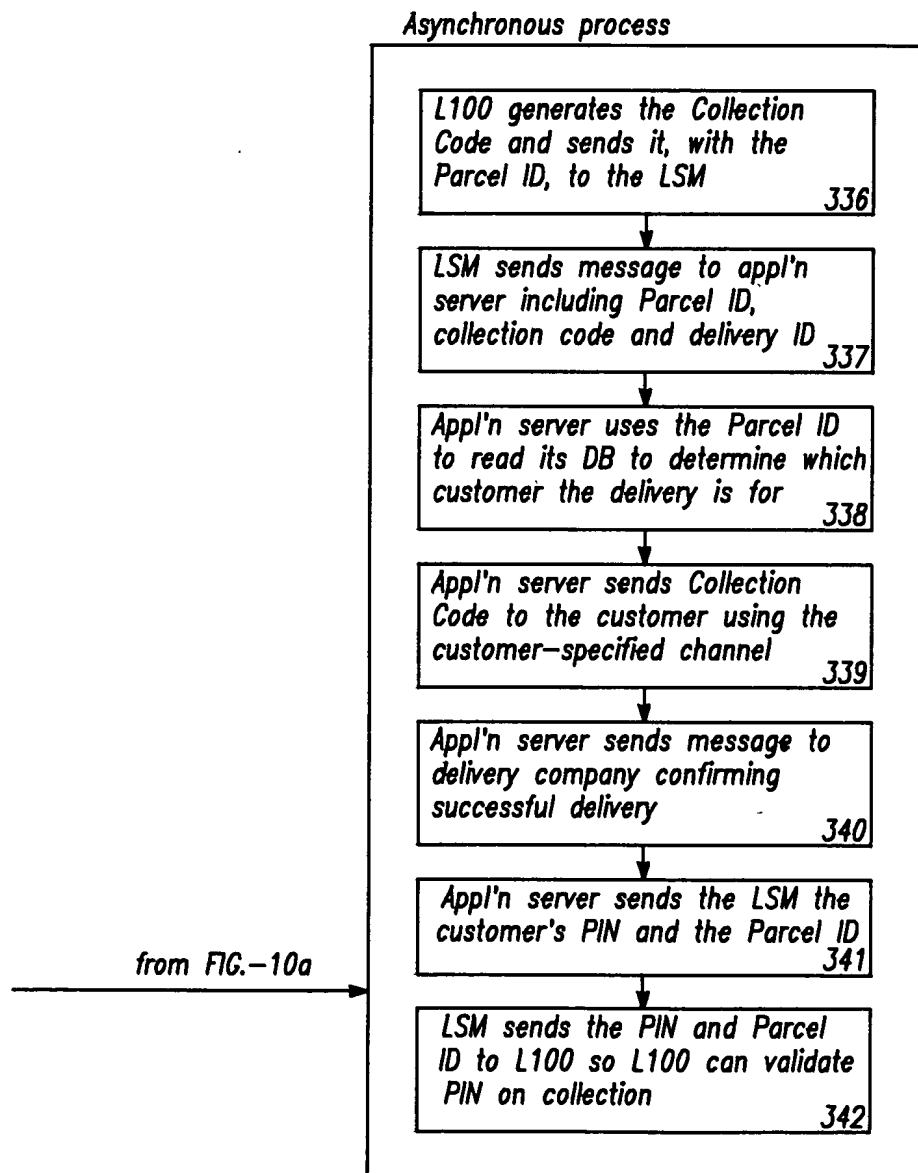 Asynchronous process
L100 generates the Collection
Code and sends it, with the
Parcel ID, to the LSM
336
LSM sends message to appl'n
server including Parcel ID,
collection code and delivery ID
337
Appl'n server uses the Parcel ID
to read its DB to determine which
customer the delivery is for
338
Appl'n server sends Collection
Code to the customer using the
customer-specified channel
339
Appl'n server sends message to
delivery company confirming
successful delivery
340
Appl'n server sends the LSM the
customer's PIN and the Parcel ID
341
from FIG.-10a
LSM sends the PIN and Parcel
ID to L100 so L100 can validate
PIN on collection
342